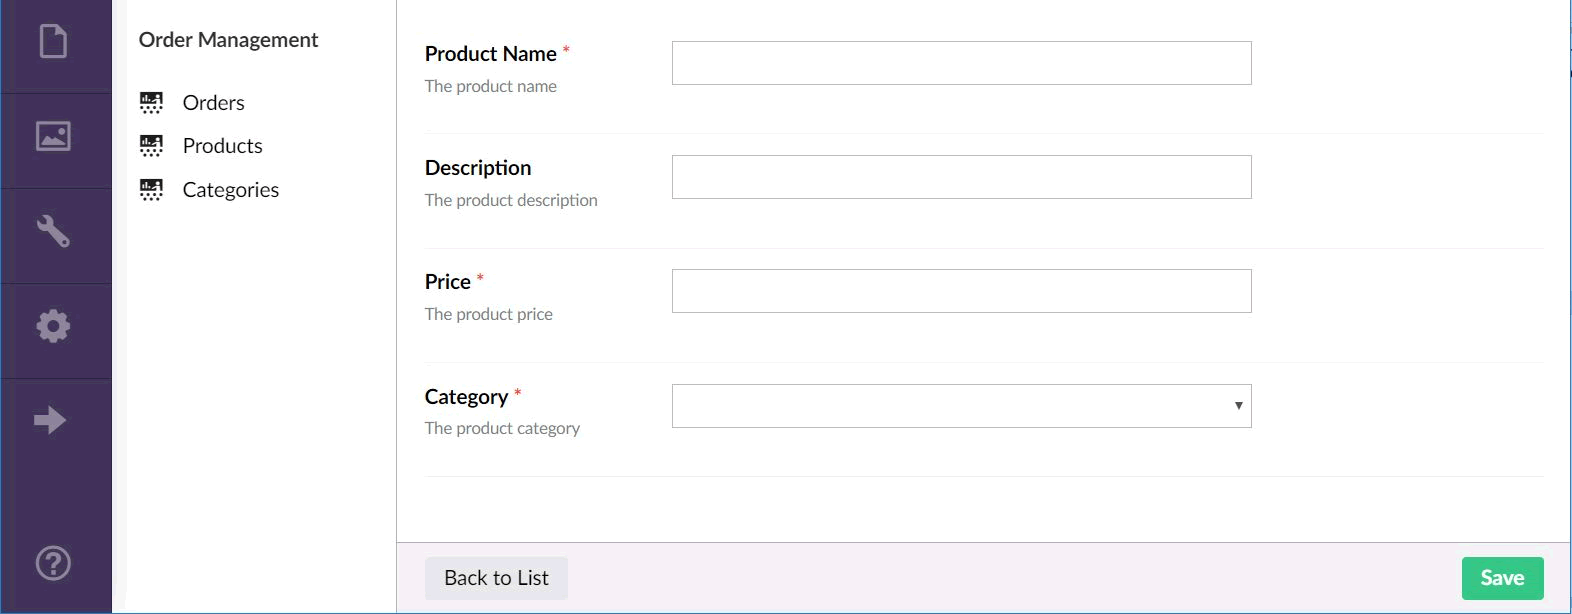 Order Management
Orders
Products
Categories
Product Name *
The product name
Description
The product description
Price *
The product price
Category *
The product category
Back to List
Save